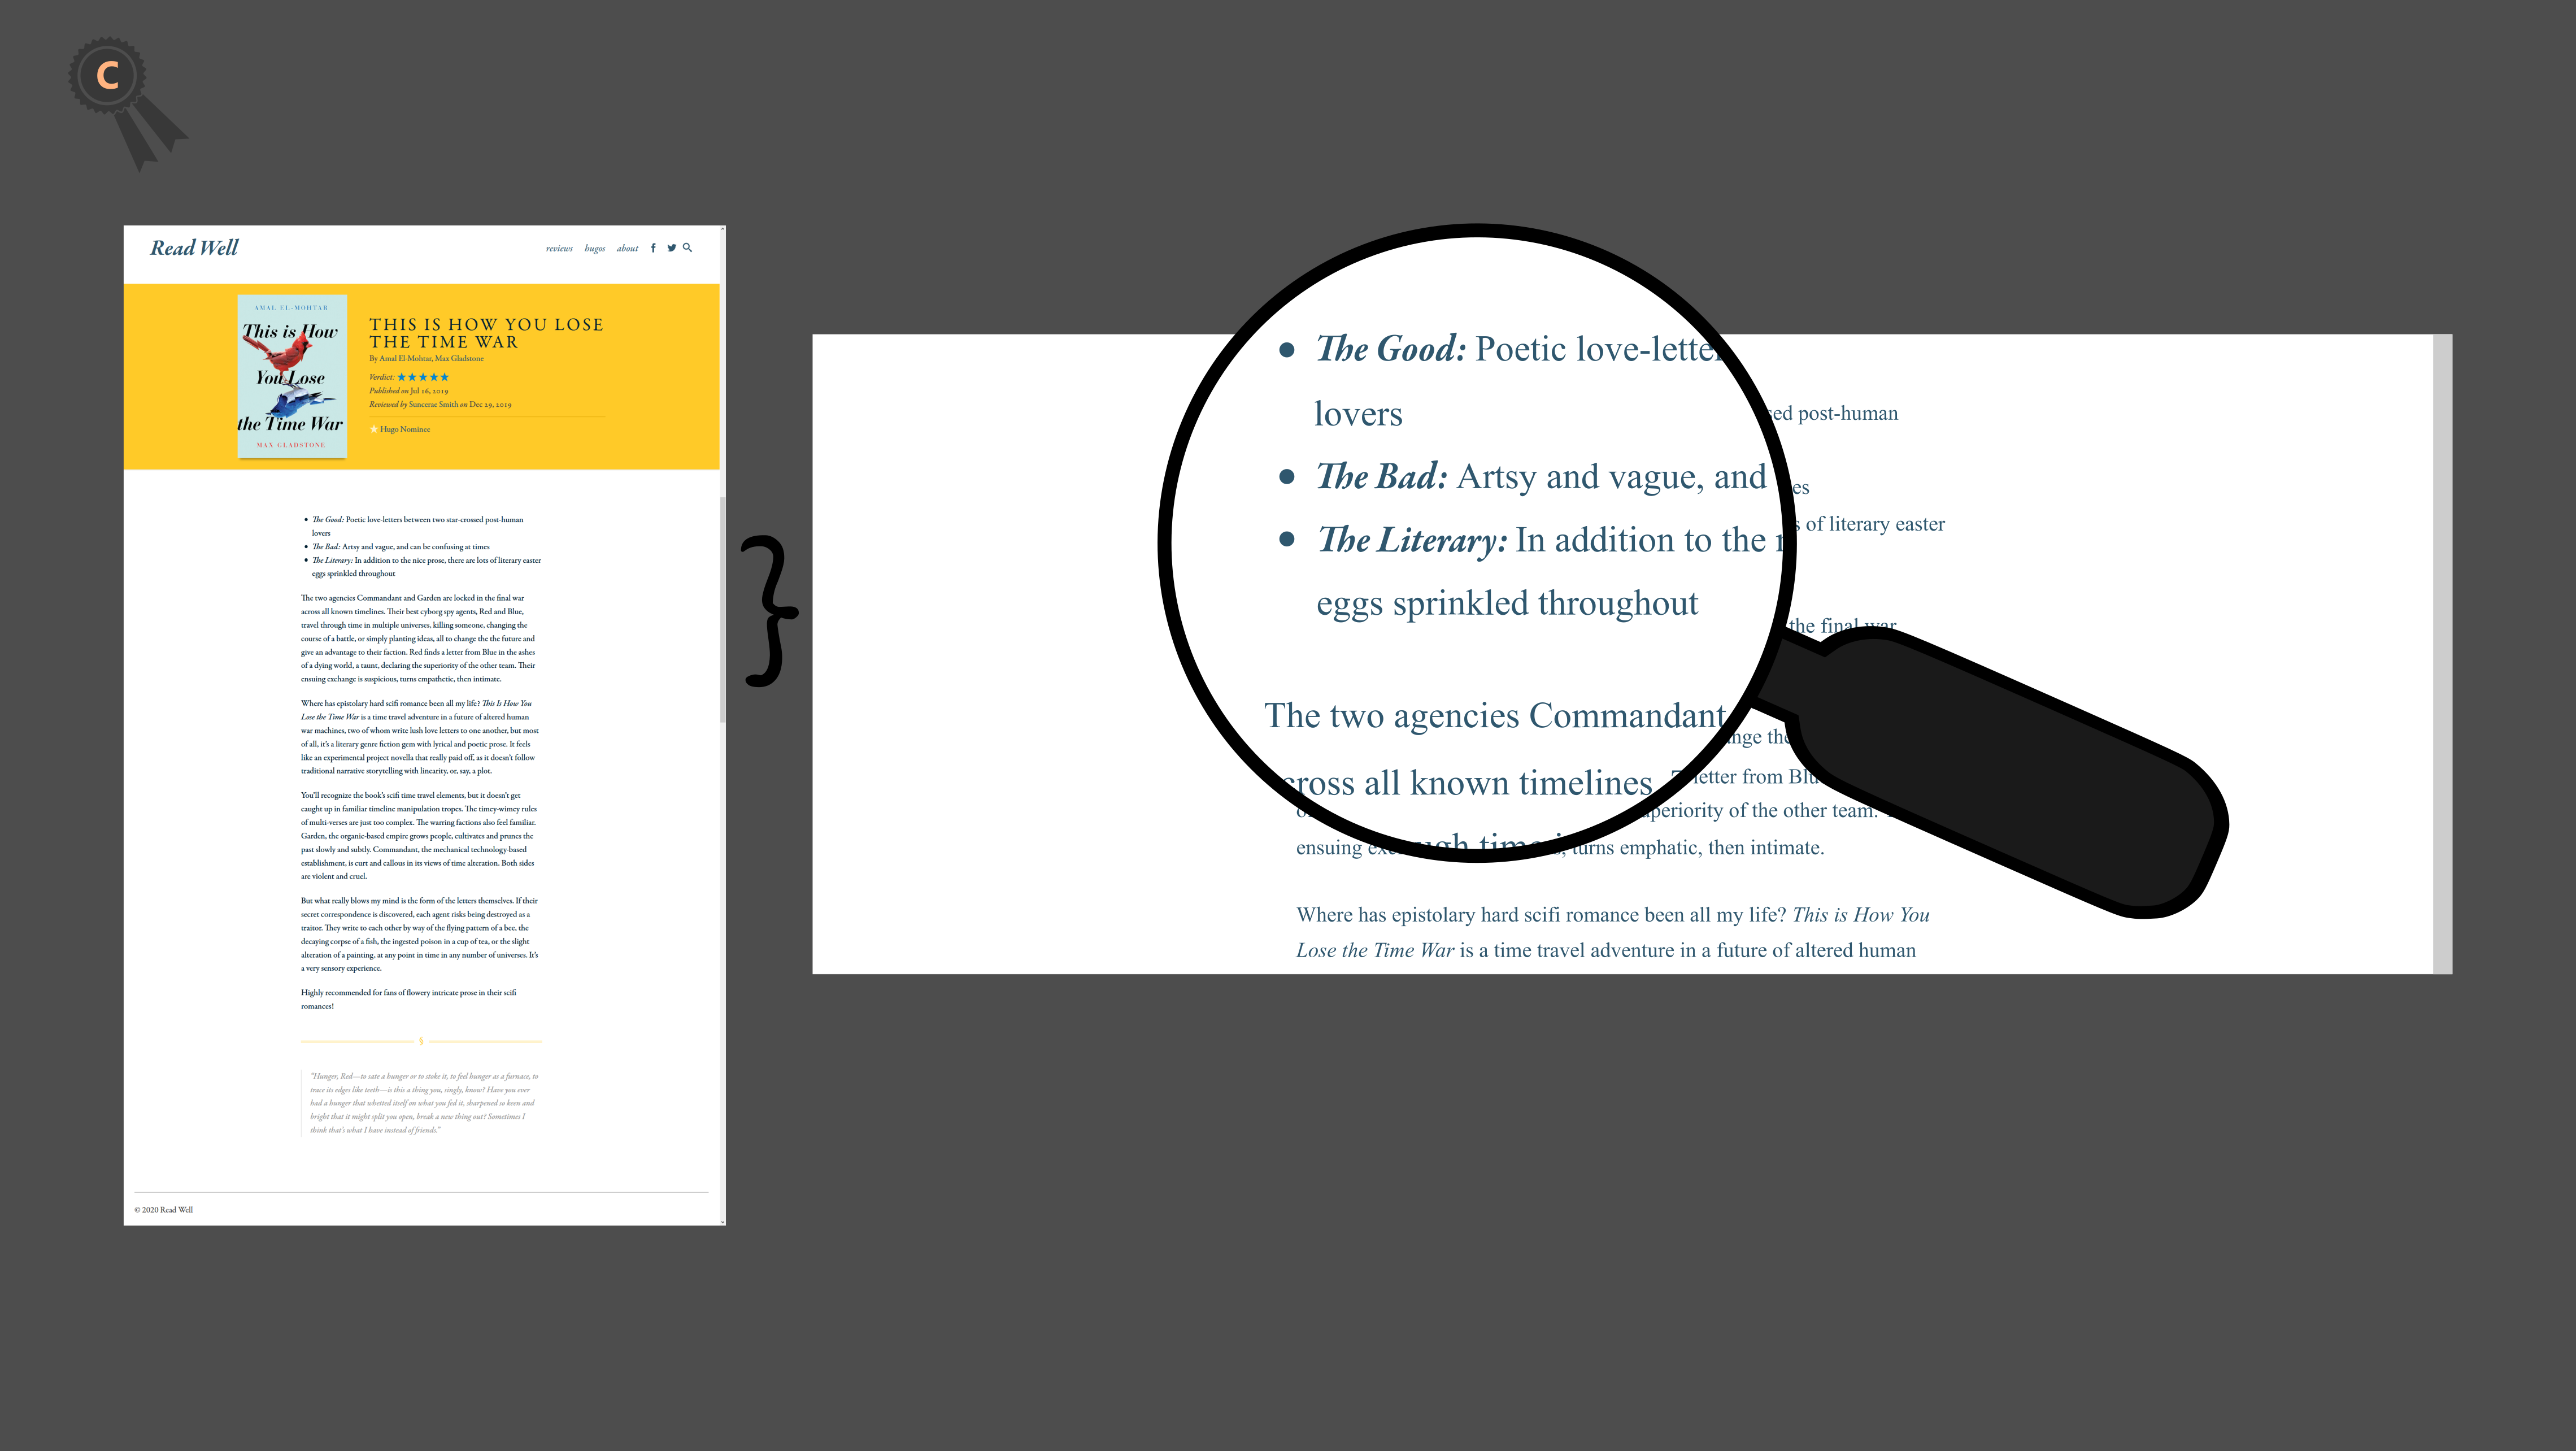 C
Read Well
reviews hugos about
AMAL EL-MOHTAR
This is How
You Lose
the Time War
MAX GLADSTONE
THIS IS HOW YOU LOSE
THE TIME WAR
By Amal El-Mohtar, Max Gladstone
Verdict: ★★★★★
Published on Jul 16, 2019
Reviewed by Suncerae Smith on Dec 29, 2019
Hugo Nominee
• The Good: Poetic love-letters between two star-crossed post-human
lovers
• The Bad: Artsy and vague, and can be confusing at times
• The Literary: In addition to the nice prose, there are lots of literary easter
eggs sprinkled throughout
The two agencies Commandant and Garden are locked in the final war
across all known timelines. Their best cyborg spy agents, Red and Blue,
travel through time in multiple universes, killing someone, changing the
course of a battle, or simply planting ideas, all to change the the future and
give an advantage to their faction. Red finds a letter from Blue in the ashes
of a dying world, a taunt, declaring the superiority of the other team. Their
ensuing exchange is suspicious, turns empathetic, then intimate.
Where has epistolary hard scifi romance been all my life? This Is How You
Lose the Time War is a time travel adventure in a future of altered human
war machines, two of whom write lush love letters to one another, but most
of all, it's a literary genre fiction gem with lyrical and poetic prose. It feels
like an experimental project novella that really paid off, as it doesn't follow
traditional narrative storytelling with linearity, or, say, a plot.
You'll recognize the book's scifi time travel elements, but it doesn't get
caught up in familiar timeline manipulation tropes. The timey-wimey rules
of multi-verses are just too complex. The warring factions also feel familiar.
Garden, the organic-based empire grows people, cultivates and prunes the
past slowly and subtly. Commandant, the mechanical technology-based
establishment, is curt and callous in its views of time alteration. Both sides
are violent and cruel.
But what really blows my mind is the form of the letters themselves. If their
secret correspondence is discovered, each agent risks being destroyed as a
traitor. They write to each other by way of the flying pattern of a bee, the
decaying corpse of a fish, the ingested poison in a cup of tea, or the slight
alteration of a painting, at any point in time in any number of universes. It's
a very sensory experience.
Highly recommended for fans of flowery intricate prose in their scifi
romances!
"Hunger, Red—to sate a hunger or to stoke it, to feel hunger as a furnace, to
trace its edges like teeth—is this a thing you, singly, know? Have you ever
had a hunger that whetted itself on what you fed it, sharpened so keen and
bright that it might split you open, break a new thing out? Sometimes I
think that's what I have instead of friends."
© 2020 Read Well
}
• The Good: Poetic love-letter
lovers
• The Bad: Artsy and vague, and
• The Literary: In addition to the
eggs sprinkled throughout
The two agencies Commandant
cross all known timelines
ugh time
post-human
es
s of literary easter
the final war
nge the
letter from Blu
periority of the other team.
ensuing turns emphatic, then intimate.
Where has epistolary hard scifi romance been all my life? This is How You
Lose the Time War is a time travel adventure in a future of altered human